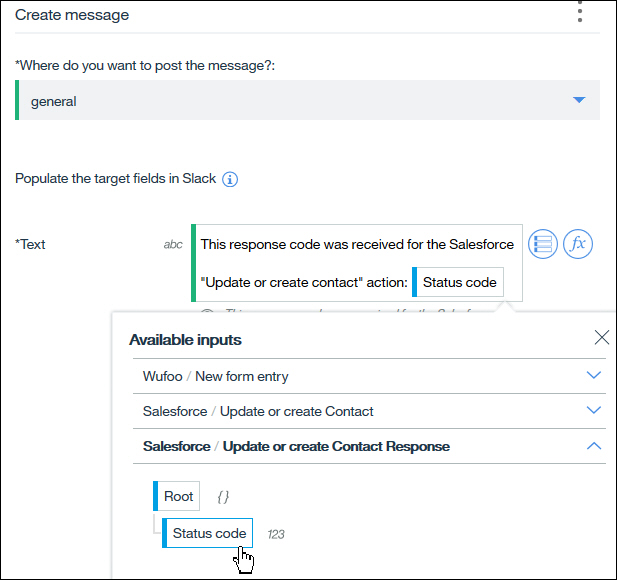 Create message
*Where do you want to post the message?:
general
Populate the target fields in Slack
*Text abc This response code was received for the Salesforce fx
"Update or create contact" action: Status code
Available inputs
Wufoo / New form entry
Salesforce / Update or create Contact
Salesforce / Update or create Contact Response
Root { }
Status code 123